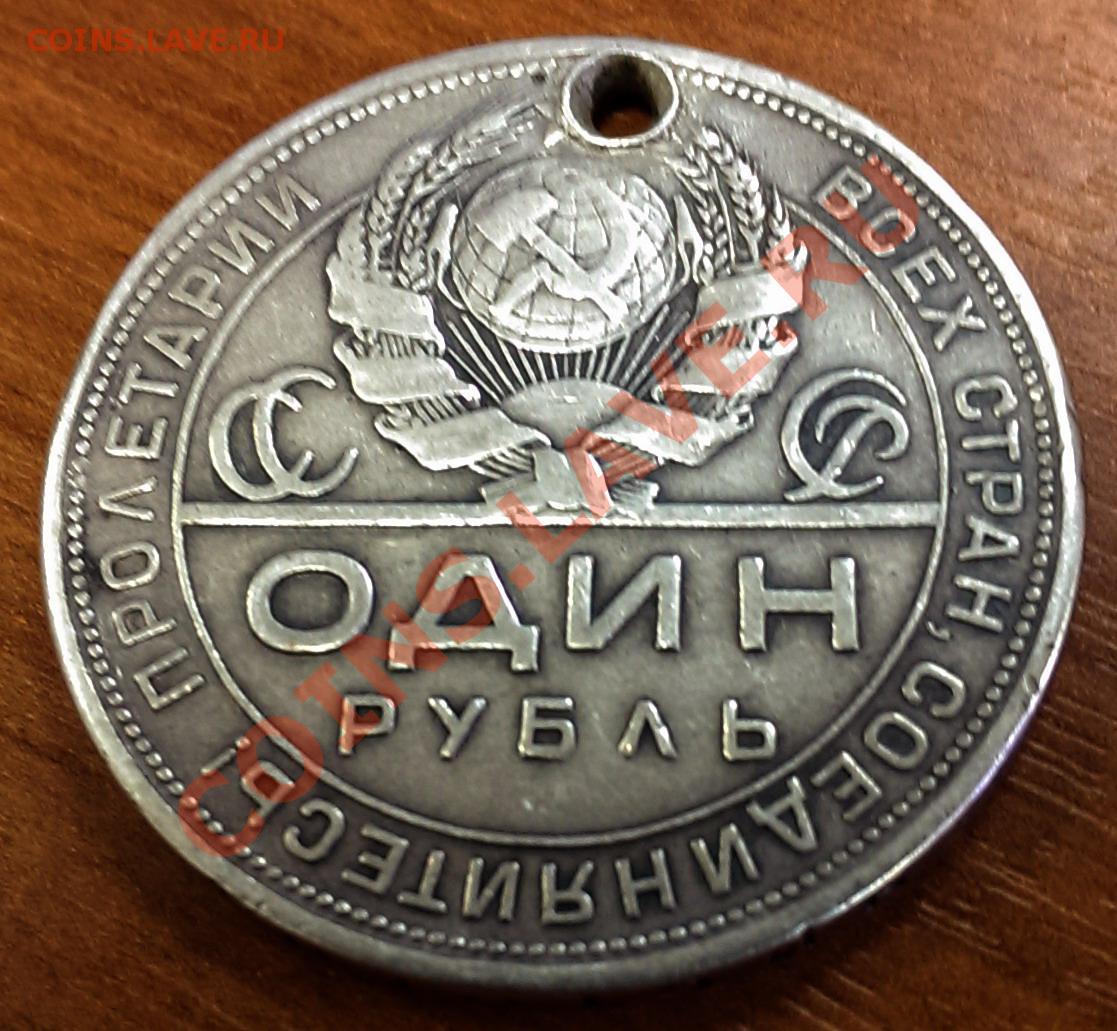 COINS.LAVE.RU
ПРОЛЕТАРИИ ВСЕХ СТРАН, СОЕДИНЯЙТЕСЬ!
СС
СР
ОДИН
РУБЛЬ
COINS.LAVE.RU